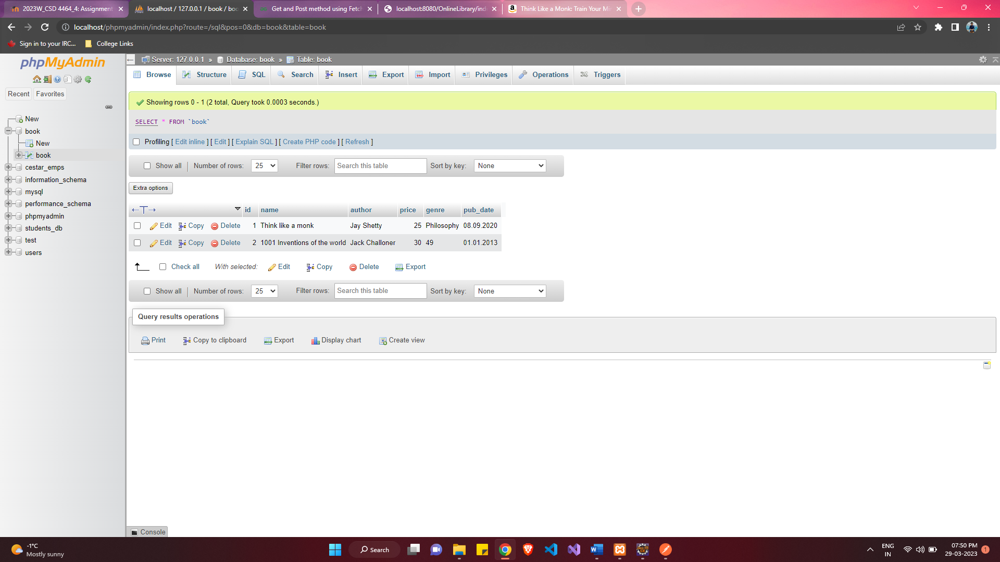 2023W_CSD 4464_4: Assignment
localhost / 127.0.0.1 / book / boo
Get and Post method using Fetch
localhost:8080/OnlineLibrary/inde
Think Like a Monk: Train Your Min
localhost/phpmyadmin/index.php?route=/sql&pos=0&db=book&table=book
Sign in to your IRC...
College Links
phpMyAdmin
Recent
Favorites
New
book
New
book
cestar_emps
information_schema
mysql
performance_schema
phpmyadmin
students_db
test
users
Server: 127.0.0.1 » Database: book » Table: book
Browse Structure SQL Search Insert Export Import Privileges Operations Triggers
Showing rows 0 - 1 (2 total, Query took 0.0003 seconds.)
SELECT * FROM `book`
Profiling [ Edit inline ] [ Edit ] [ Explain SQL ] [ Create PHP code ] [ Refresh ]
Show all | Number of rows: 25 Filter rows: Search this table Sort by key: None
Extra options
id name author price genre pub_date
Edit Copy Delete 1 Think like a monk Jay Shetty 25 Philosophy 08.09.2020
Edit Copy Delete 2 1001 Inventions of the world Jack Challoner 30 49 01.01.2013
Check all With selected: Edit Copy Delete Export
Show all | Number of rows: 25 Filter rows: Search this table Sort by key: None
Query results operations
Print Copy to clipboard Export Display chart Create view
Console
-1°C
Mostly sunny
Search
ENG
IN
07:50 PM
29-03-2023
1